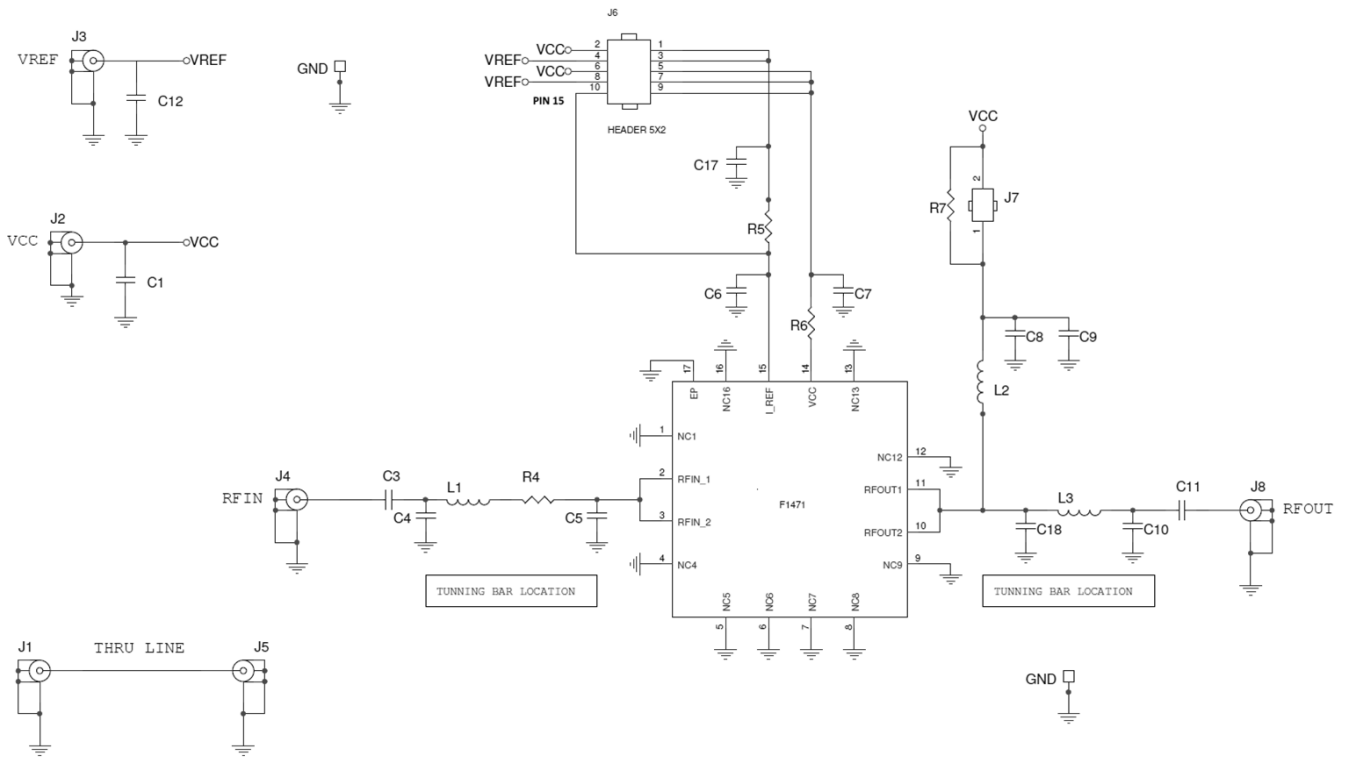 J3
VREF
VREF
C12
GND
J6
VCC
VREF
VCC
VREF
2
4
6
8
10
1
3
5
7
9
PIN 15
HEADER 5X2
J2
VCC
VCC
C1
C17
R5
C6
C7
R6
VCC
R7
2
J7
1
C8
C9
L2
17
16
15
14
13
EP
NC16
I_REF
VCC
NC13
1
NC1
2
RFIN_1
3
RFIN_2
4
NC4
F1471
NC12
12
RFOUT1
11
RFOUT2
10
NC9
9
NC5
NC6
NC7
NC8
5
6
7
8
RFIN
J4
C3
C4
L1
R4
C5
TUNNING BAR LOCATION
C18
L3
C10
C11
J8
RFOUT
TUNNING BAR LOCATION
J1
THRU LINE
J5
GND